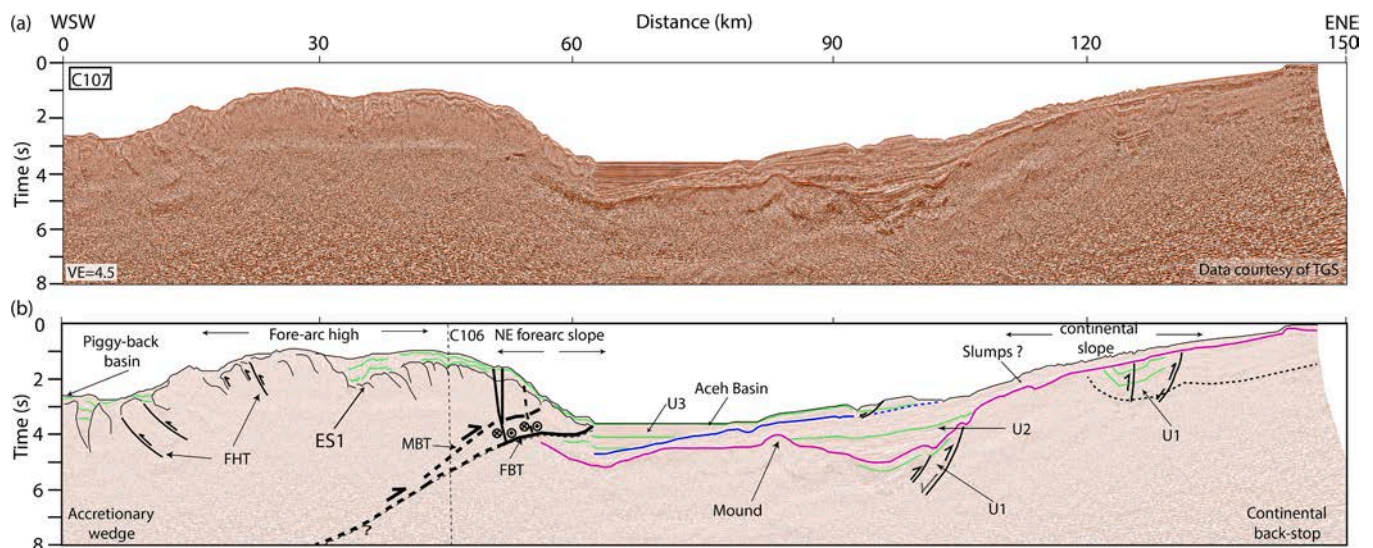 (a) WSW Distance (km) ENE
0 30 60 90 120 150
0
C107
2
Time (s)
4
6
VE=4.5 Data courtesy of TGS
8
(b)
0
Fore-arc high C106 NE forearc slope continental
slope
Piggy-back
basin
Slumps ?
2
Time (s)
U3 Aceh Basin
U1
ES1 U2
4
MBT
FHT FBT
6
Mound U1
Accretionary
wedge
?
Continental
back-stop
8